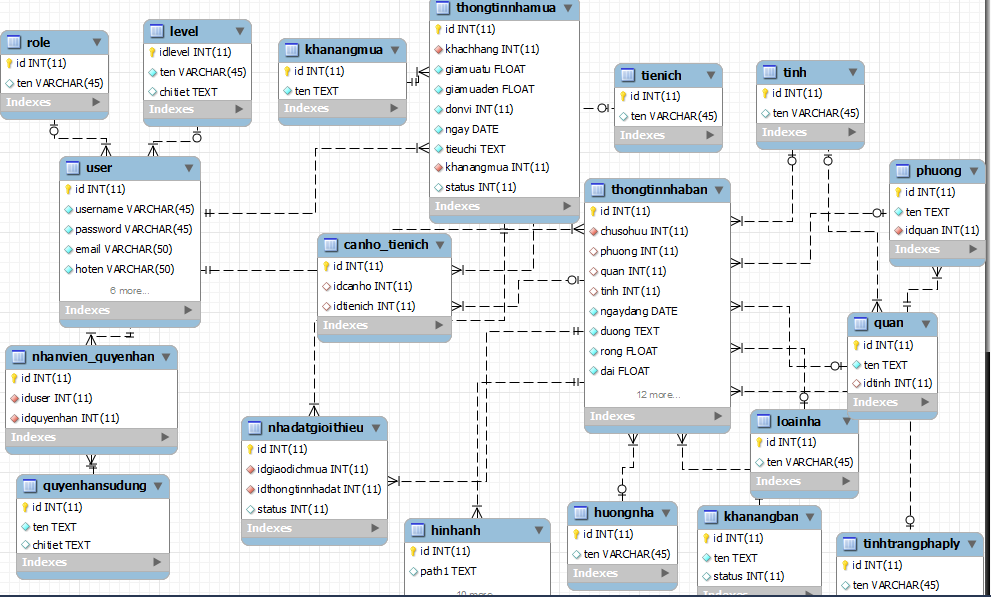 role
id INT(11)
ten VARCHAR(45)
Indexes
level
idlevel INT(11)
ten VARCHAR(45)
chitiet TEXT
Indexes
khanangmua
id INT(11)
ten TEXT
Indexes
thongtinnhamua
id INT(11)
khachhang INT(11)
giamuatu FLOAT
giamuaden FLOAT
donvi INT(11)
ngay DATE
tieuchi TEXT
khanangmua INT(11)
status INT(11)
Indexes
tienich
id INT(11)
ten VARCHAR(45)
Indexes
tinh
id INT(11)
ten VARCHAR(45)
Indexes
user
id INT(11)
username VARCHAR(45)
password VARCHAR(45)
email VARCHAR(50)
hoten VARCHAR(50)
6 more...
Indexes
canho_tienich
id INT(11)
idcanho INT(11)
idtienich INT(11)
Indexes
thongtinnhaban
id INT(11)
chusohuu INT(11)
phuong INT(11)
quan INT(11)
tinh INT(11)
ngaydang DATE
duong TEXT
rong FLOAT
dai FLOAT
12 more...
Indexes
phuong
id INT(11)
ten TEXT
idquan INT(11)
Indexes
quan
id INT(11)
ten TEXT
idtinh INT(11)
Indexes
nhanvien_quyenhan
id INT(11)
iduser INT(11)
idquyenhan INT(11)
Indexes
nhadatgioithieu
id INT(11)
idgiaodichmua INT(11)
idthongtinnhadat INT(11)
status INT(11)
Indexes
loainha
id INT(11)
ten VARCHAR(45)
Indexes
quyenhansudung
id INT(11)
ten TEXT
chitiet TEXT
Indexes
hinhanh
id INT(11)
path1 TEXT
10 more...
huongnha
id INT(11)
ten VARCHAR(45)
Indexes
khanangban
id INT(11)
ten TEXT
status INT(11)
Indexes
tinhtrangphaply
id INT(11)
ten VARCHAR(45)